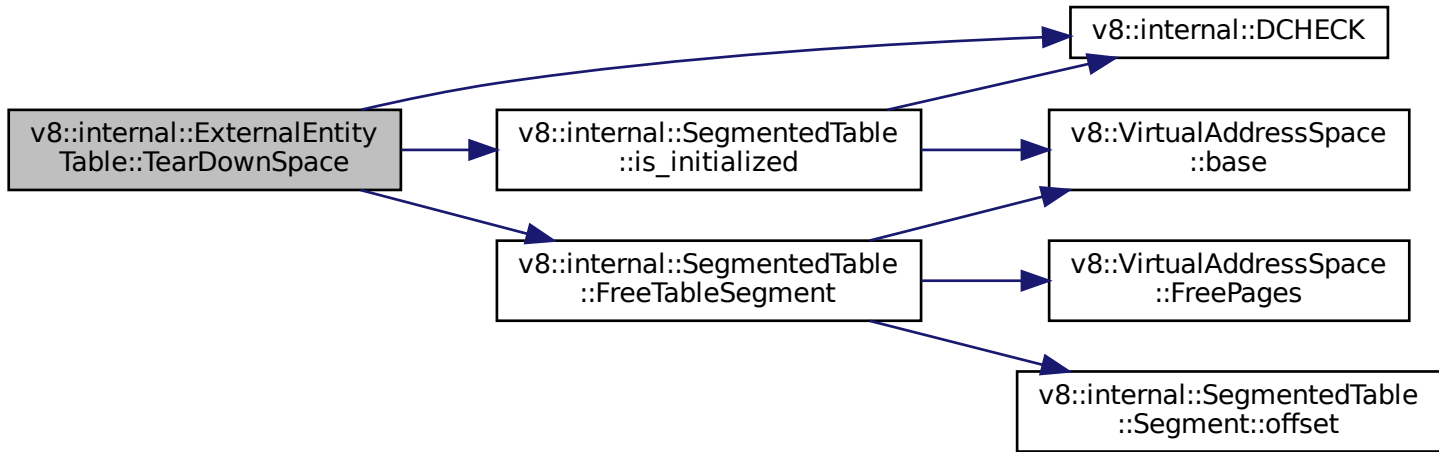 v8::internal::ExternalEntity
Table::TearDownSpace
v8::internal::SegmentedTable
::is_initialized
v8::internal::SegmentedTable
::FreeTableSegment
v8::internal::DCHECK
v8::VirtualAddressSpace
::base
v8::VirtualAddressSpace
::FreePages
v8::internal::SegmentedTable
::Segment::offset